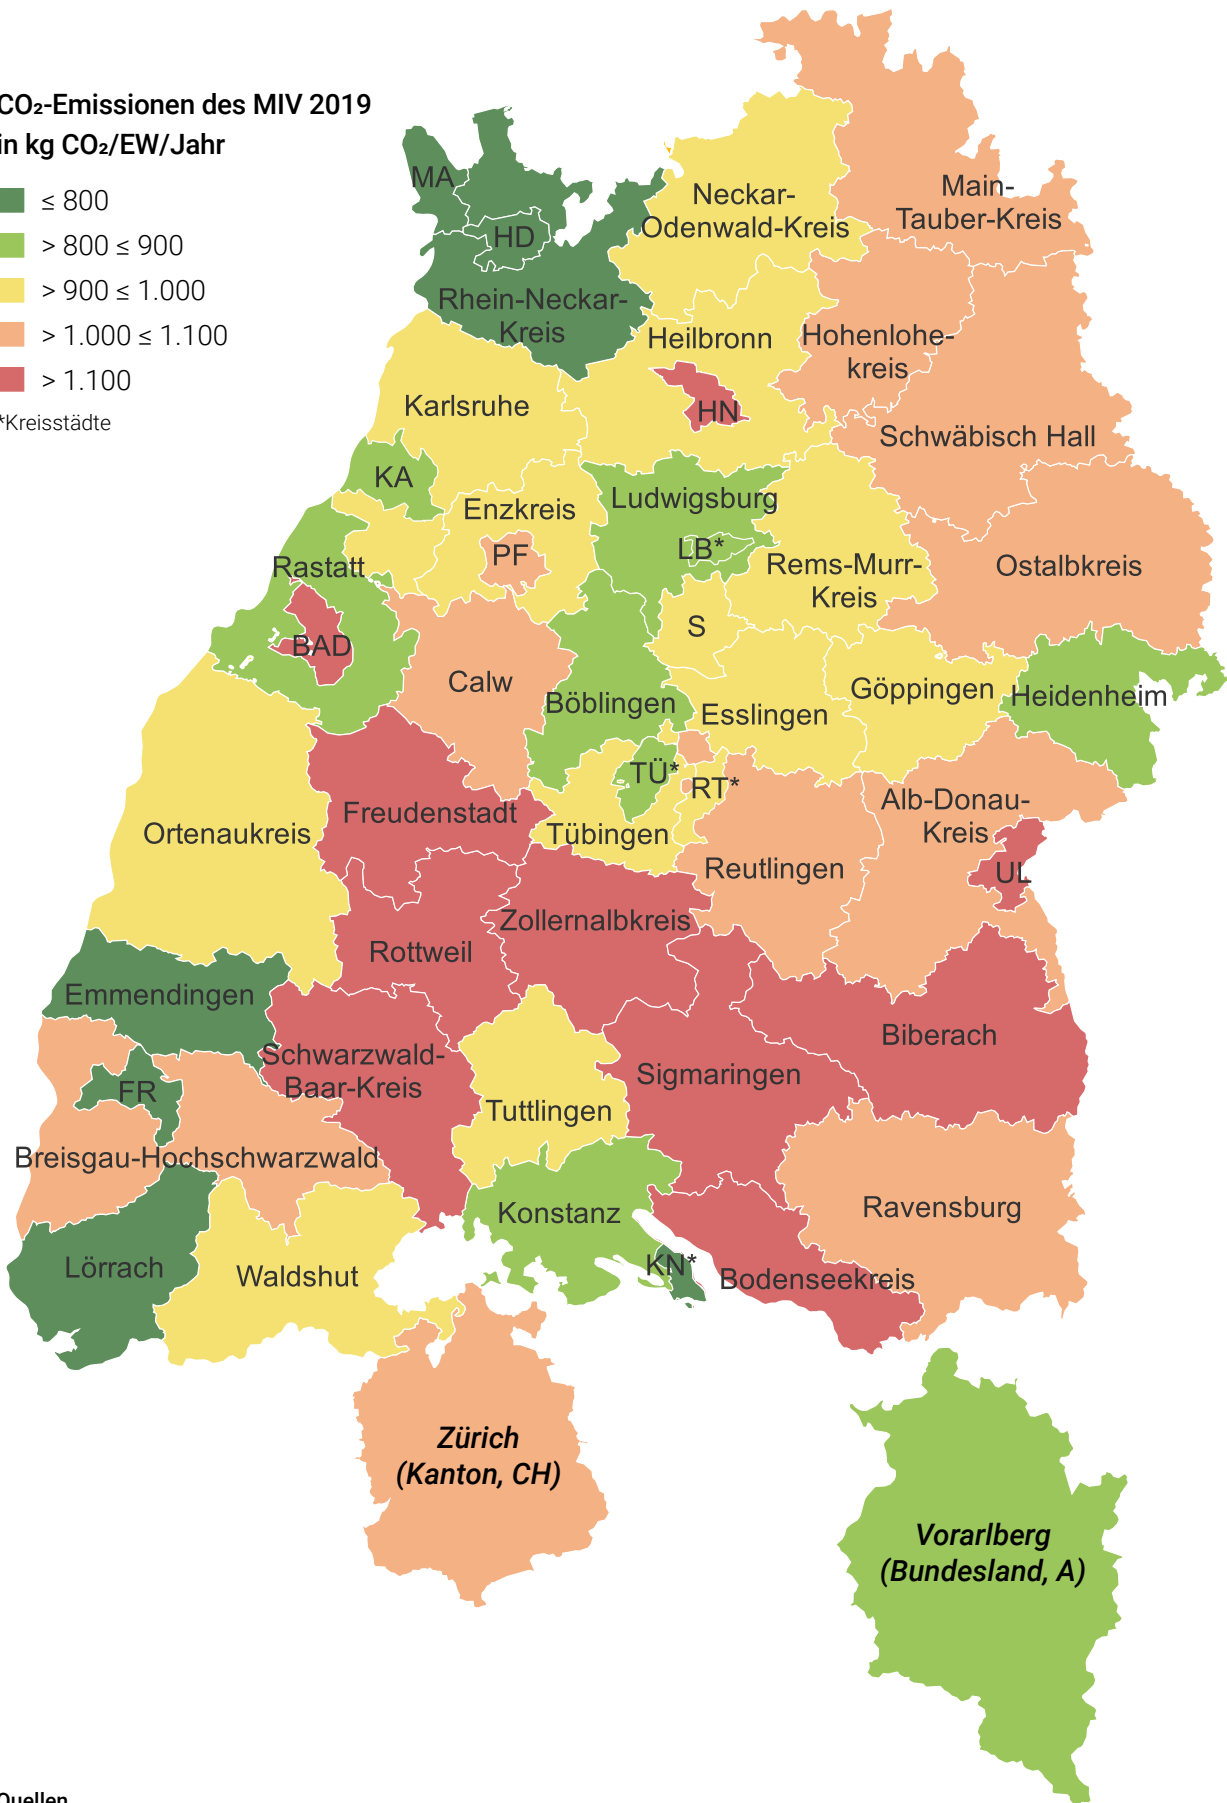 CO₂-Emissionen des MIV 2019
in kg CO₂/EW/Jahr
≤ 800
> 800 ≤ 900
> 900 ≤ 1.000
> 1.000 ≤ 1.100
> 1.100
*Kreisstädte
MA
HD
Rhein-Neckar-
Kreis
Neckar-
Odenwald-Kreis
Main-
Tauber-Kreis
Heilbronn
Hohenlohe-
kreis
HN
Karlsruhe
Schwäbisch Hall
KA
Enzkreis
PF
Ludwigsburg
LB*
Rems-Murr-
Kreis
Ostalbkreis
Rastatt
BAD
S
Calw
Böblingen
Esslingen
Göppingen
Heidenheim
TÜ*
RT*
Tübingen
Freudenstadt
Ortenaukreis
Reutlingen
Alb-Donau-
Kreis
UL
Zollernalbkreis
Rottweil
Emmendingen
Schwarzwald-
Baar-Kreis
Biberach
Sigmaringen
FR
Tuttlingen
Breisgau-Hochschwarzwald
Konstanz
Ravensburg
Lörrach
Waldshut
KN*
Bodenseekreis
Zürich
(Kanton, CH)
Vorarlberg
(Bundesland, A)
Quellen